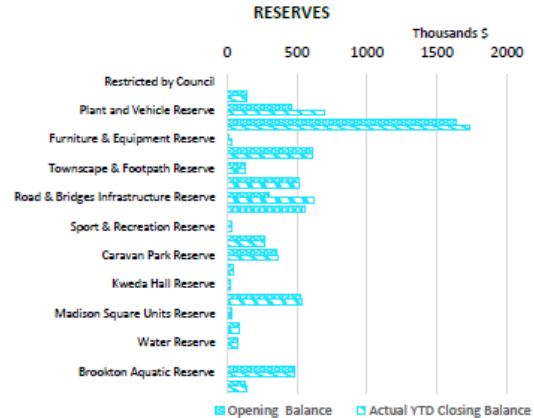 RESERVES
Thousands $
0 500 1000 1500 2000
Restricted by Council
Plant and Vehicle Reserve
Furniture & Equipment Reserve
Townscape & Footpath Reserve
Road & Bridges Infrastructure Reserve
Sport & Recreation Reserve
Caravan Park Reserve
Kweda Hall Reserve
Madison Square Units Reserve
Water Reserve
Brookton Aquatic Reserve
Opening Balance Actual YTD Closing Balance